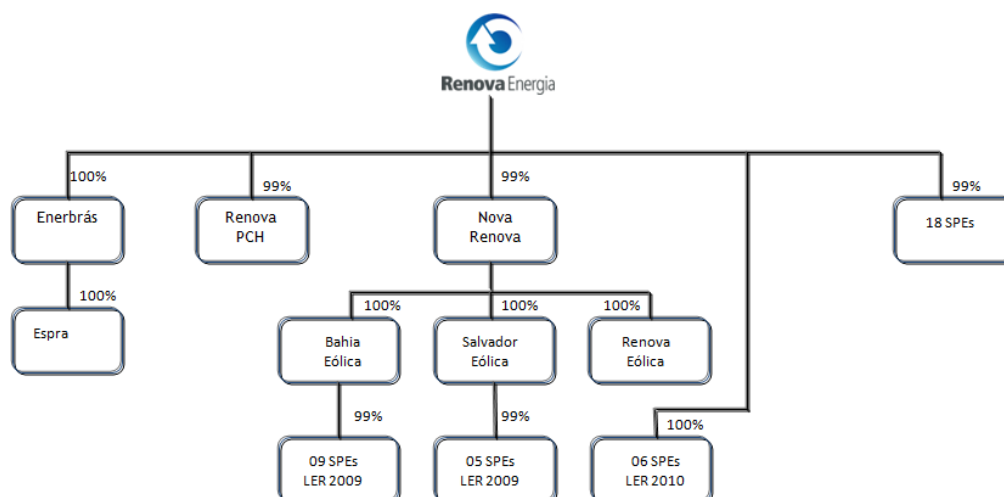 Renova Energia
100%
99%
99%
99%
Enerbrás
Renova
PCH
Nova
Renova
18 SPEs
100%
100%
100%
100%
Espra
Bahia
Eólica
Salvador
Eólica
Renova
Eólica
99%
99%
100%
09 SPEs
LER 2009
05 SPEs
LER 2009
06 SPEs
LER 2010